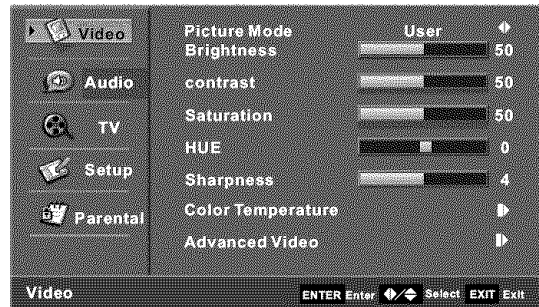 Video
Audio
TV
Setup
Parental
Picture Mode User
Brightness 50
contrast 50
Saturation 50
HUE 0
Sharpness 4
Color Temperature
Advanced Video
Video ENTER Enter Select EXIT Exit